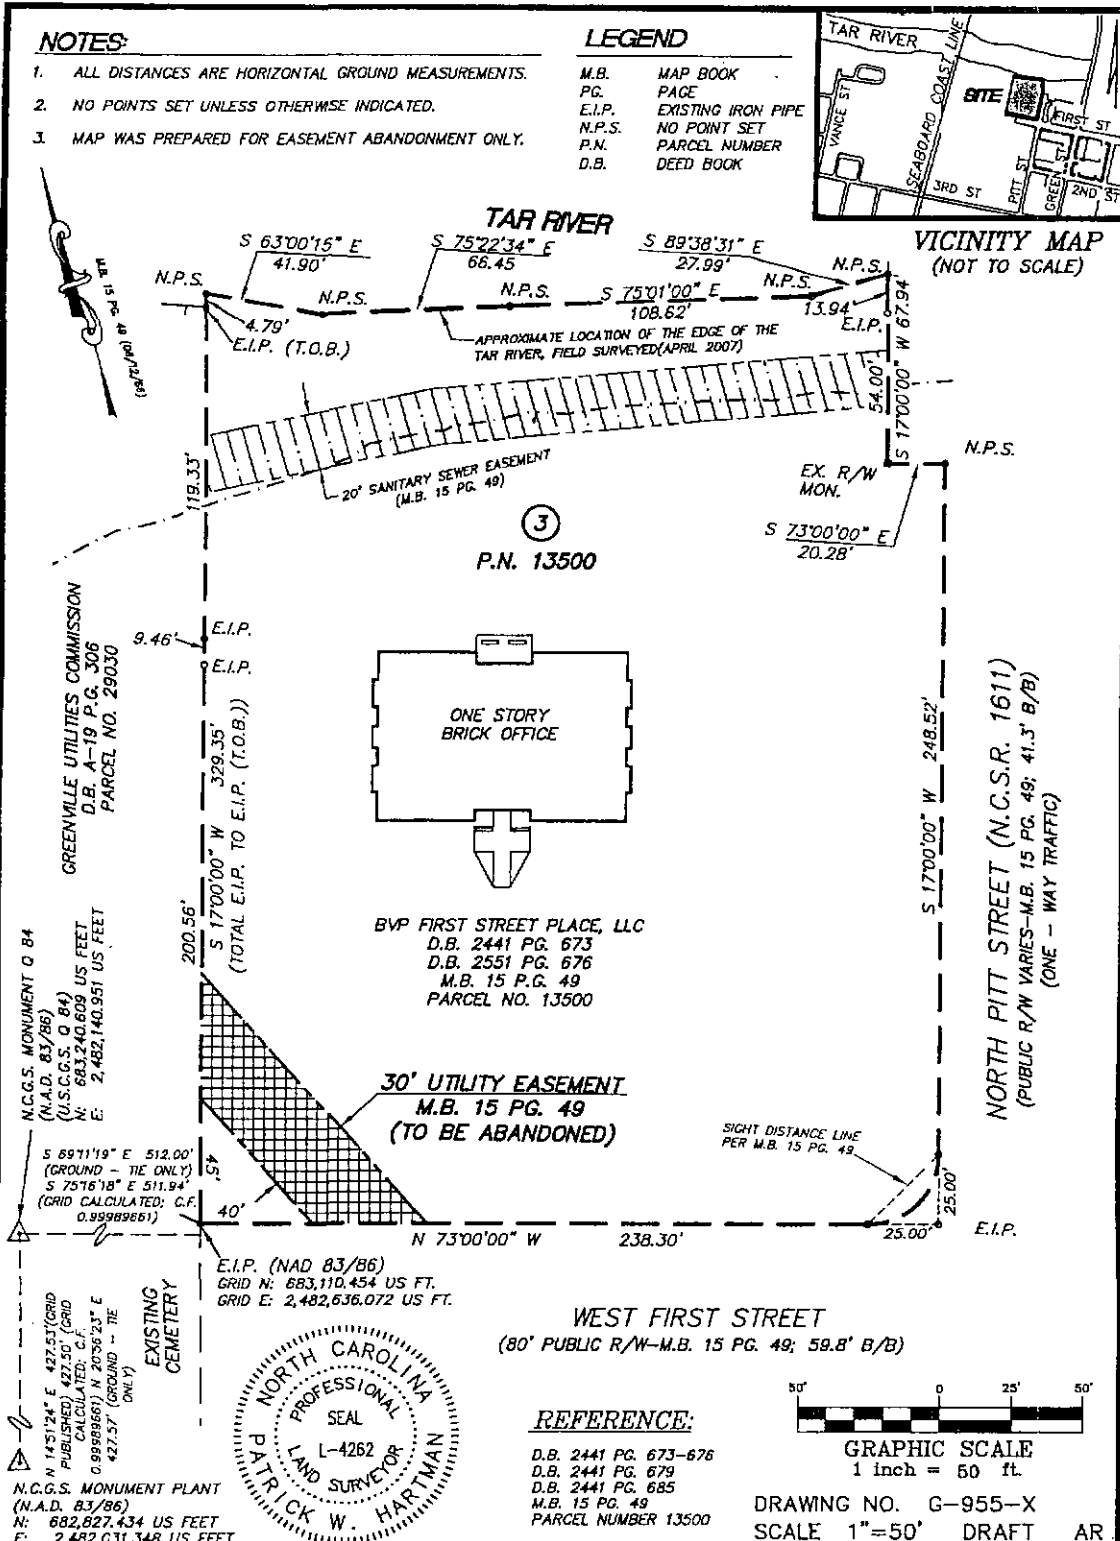 NOTES:
1. ALL DISTANCES ARE HORIZONTAL GROUND MEASUREMENTS.
2. NO POINTS SET UNLESS OTHERWISE INDICATED.
3. MAP WAS PREPARED FOR EASEMENT ABANDONMENT ONLY.
LEGEND
M.B. MAP BOOK
PG. PAGE
E.I.P. EXISTING IRON PIPE
N.P.S. NO POINT SET
P.N. PARCEL NUMBER
D.B. DEED BOOK
TAR RIVER
VANCE ST
SEABOARD COAST LINE
SITE
FIRST ST
PITT ST
GREEN ST
2ND ST
3RD ST
VICINITY MAP
(NOT TO SCALE)
M.B. 15 PG. 49
TAR RIVER
S 63°00'15" E
41.90'
S 75°22'34" E
66.45
S 89°38'31" E
27.99'
N.P.S.
N.P.S.
N.P.S.
N.P.S.
S 75°01'00" E
108.62'
13.94'
E.I.P.
4.79'
E.I.P. (T.O.B.)
APPROXIMATE LOCATION OF THE EDGE OF THE
TAR RIVER, FIELD SURVEYED(APRIL 2007)
S 17°00'00" W 67.94'
54.00'
N.P.S.
EX. R/W
MON.
S 73°00'00" E
20.28'
20' SANITARY SEWER EASEMENT
(M.B. 15 PG. 49)
119.33'
3
P.N. 13500
9.46'
E.I.P.
E.I.P.
GREENVILLE UTILITIES COMMISSION
D.B. A-19 P.G. 306
PARCEL NO. 29030
ONE STORY
BRICK OFFICE
S 17°00'00" W 329.35'
(TOTAL E.I.P. TO E.I.P. (T.O.B.))
200.56'
S 17°00'00" W 248.52'
NORTH PITT STREET (N.C.S.R. 1611)
(PUBLIC R/W VARIES-M.B. 15 PG. 49; 41.3' B/B)
(ONE - WAY TRAFFIC)
BVP FIRST STREET PLACE, LLC
D.B. 2441 PG. 673
D.B. 2551 PG. 676
M.B. 15 P.G. 49
PARCEL NO. 13500
N.C.G.S. MONUMENT Q 84
(N.A.D. 83/86)
(U.S.C.G.S. Q 84)
N: 683,240.609 US FEET
E: 2,482,140.951 US FEET
30' UTILITY EASEMENT
M.B. 15 PG. 49
(TO BE ABANDONED)
SIGHT DISTANCE LINE
PER M.B. 15 PG. 49
S 69°11'19" E 512.00'
(GROUND - TIE ONLY)
S 75°16'18" E 511.94'
(GRID CALCULATED; C.F.
0.99989661)
45'
40'
25.00'
25.00'
E.I.P.
N 73°00'00" W 238.30'
E.I.P. (NAD 83/86)
GRID N: 683,110.454 US FT.
GRID E: 2,482,636.072 US FT.
EXISTING
CEMETERY
N 14°51'24" E 427.53'(GRID
PUBLISHED) 427.50' (GRID
CALCULATED; C.F.
0.99989661) N 20°56'23" E
427.57' (GROUND - TIE
ONLY)
N.C.G.S. MONUMENT PLANT
(N.A.D. 83/86)
N: 682,827.434 US FEET
E: 2,482,031.348 US FEET
WEST FIRST STREET
(80' PUBLIC R/W-M.B. 15 PG. 49; 59.8' B/B)
NORTH CAROLINA
PROFESSIONAL
SEAL
L-4262
LAND SURVEYOR
PATRICK W. HARTMAN
REFERENCE:
D.B. 2441 PG. 673-676
D.B. 2441 PG. 679
D.B. 2441 PG. 685
M.B. 15 PG. 49
PARCEL NUMBER 13500
50' 0 25' 50'
GRAPHIC SCALE
1 inch = 50 ft.
DRAWING NO. G-955-X
SCALE 1"=50' DRAFT AR